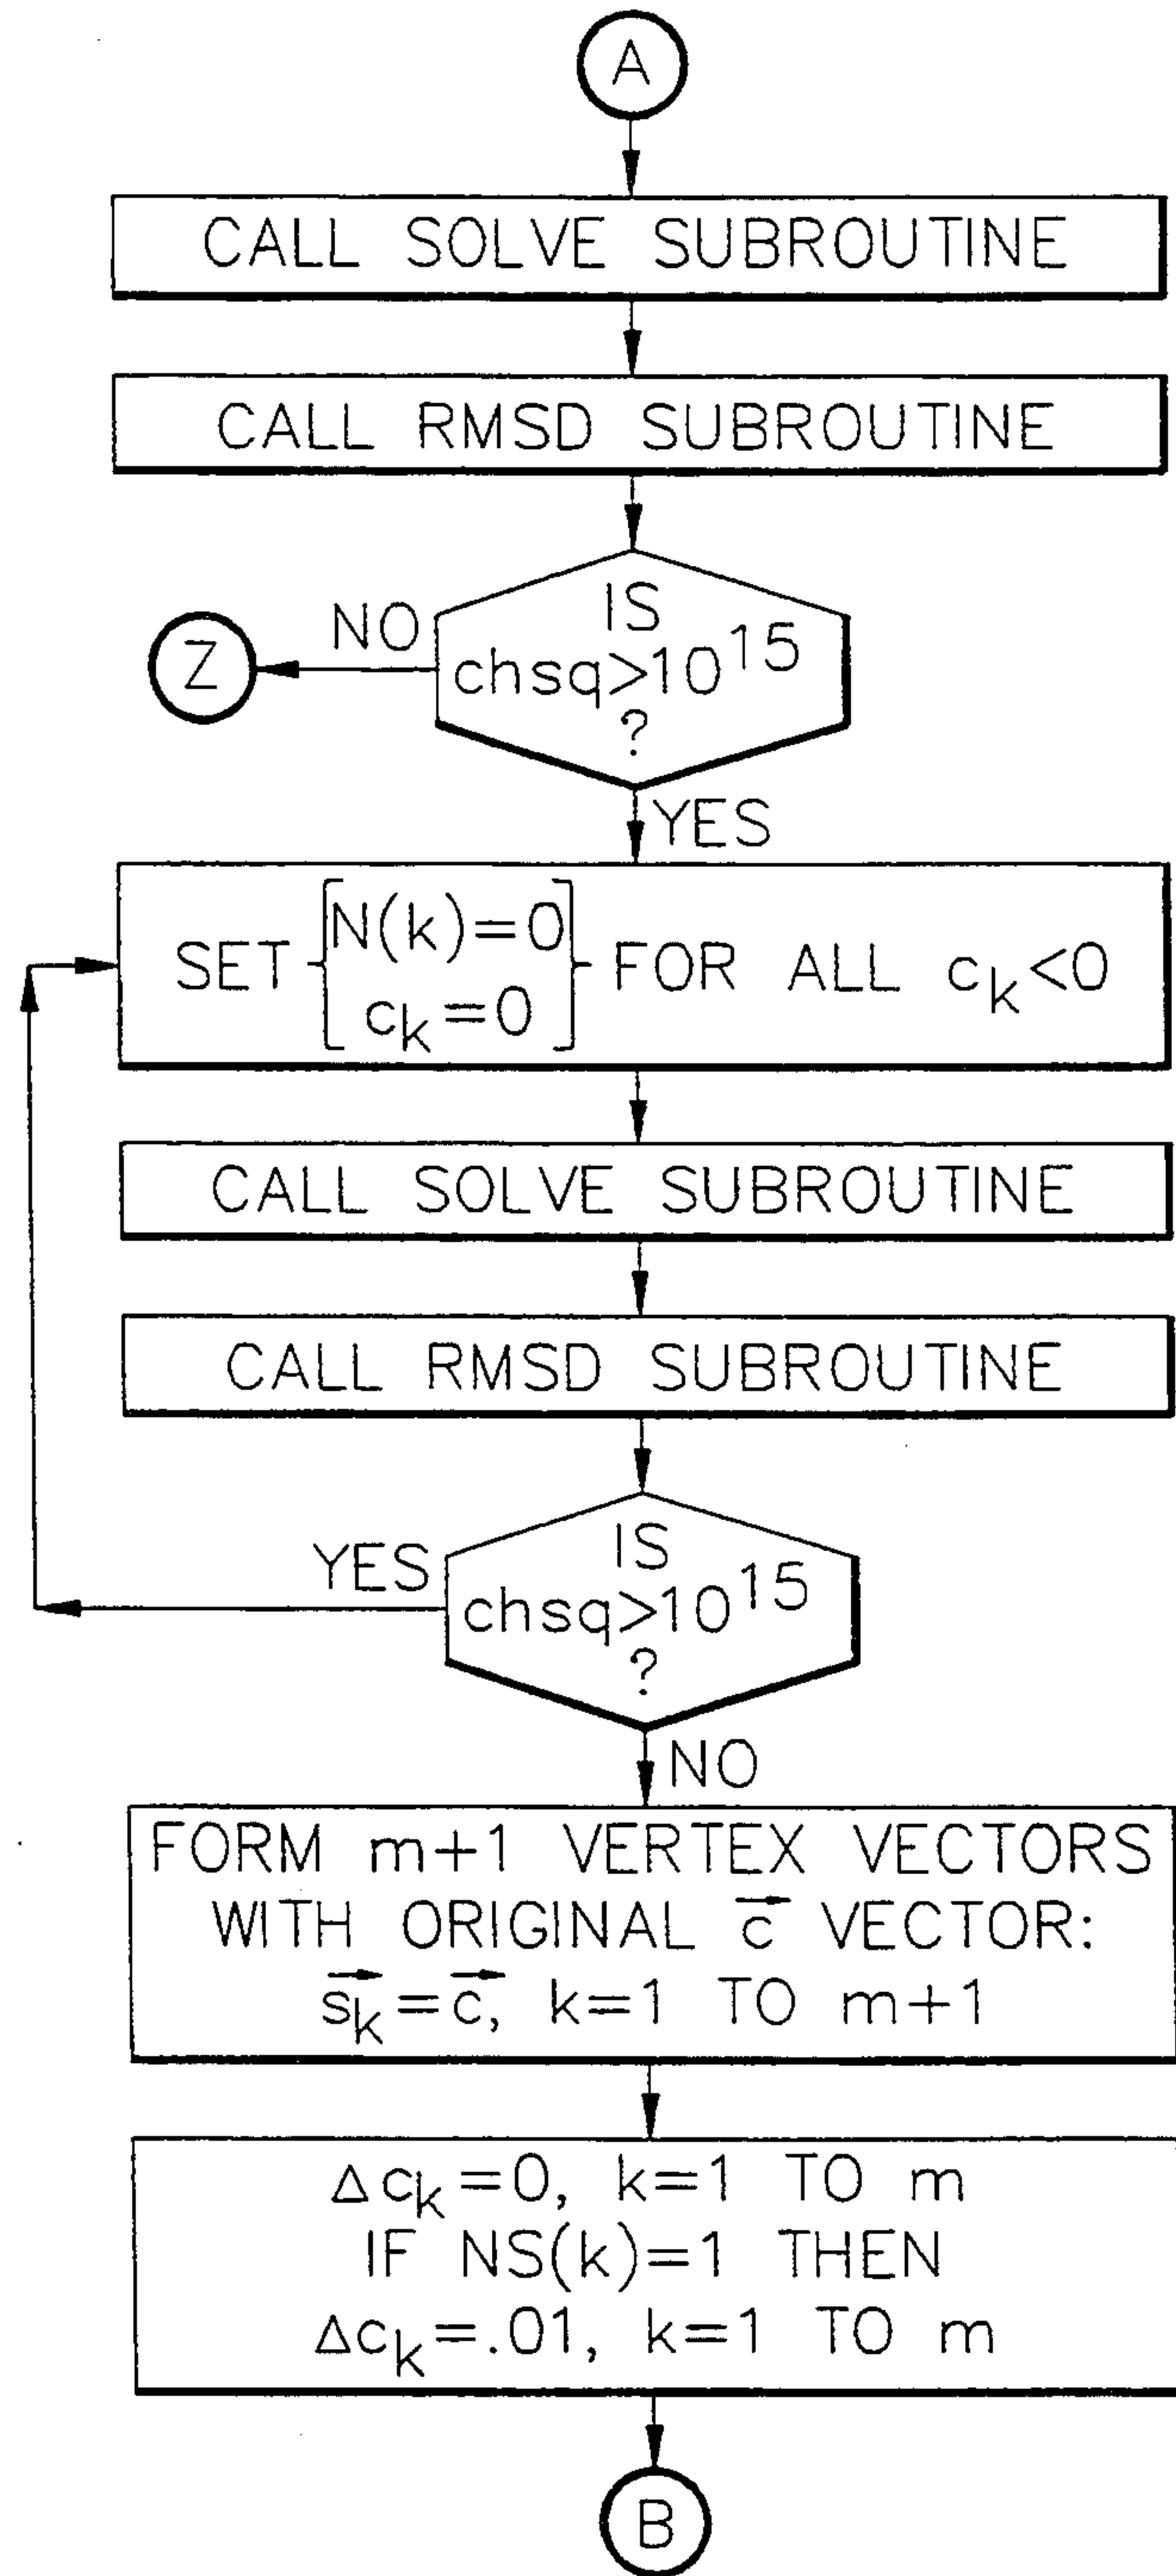 A
CALL SOLVE SUBROUTINE
CALL RMSD SUBROUTINE
IS
chsq>10^15
?
NO
Z
YES
SET {N(k)=0
c_k=0} FOR ALL c_k<0
CALL SOLVE SUBROUTINE
CALL RMSD SUBROUTINE
IS
chsq>10^15
?
YES
NO
FORM m+1 VERTEX VECTORS
WITH ORIGINAL c⃗ VECTOR:
s_k⃗=c⃗, k=1 TO m+1
Δc_k=0, k=1 TO m
IF NS(k)=1 THEN
Δc_k=.01, k=1 TO m
B